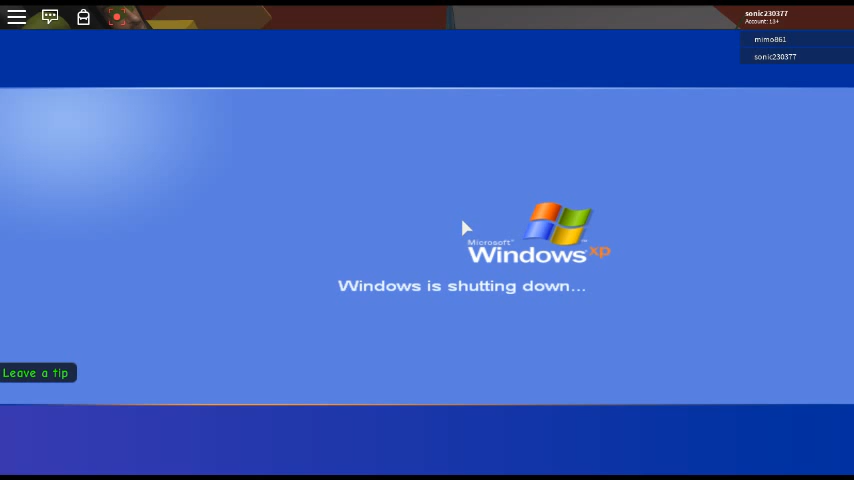 sonic230377
Account: 13+
mimo861
sonic230377
Microsoft
Windows xp
Windows is shutting down...
Leave a tip